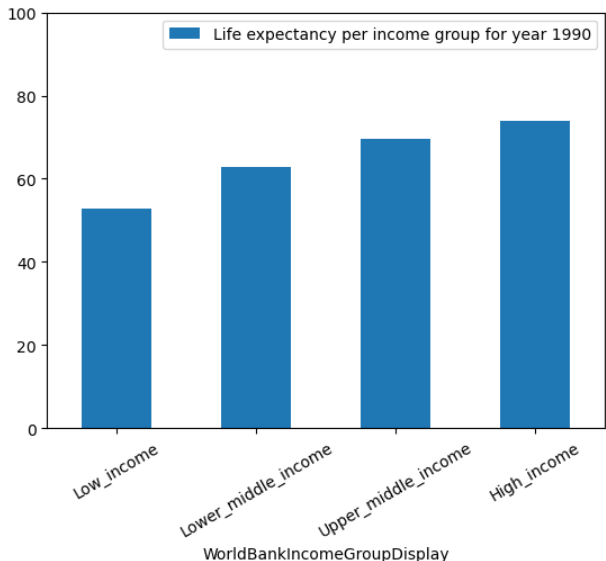 Life expectancy per income group for year 1990
100
80
60
40
20
0
Low_income
Lower_middle_income
Upper_middle_income
High_income
WorldBankIncomeGroupDisplay